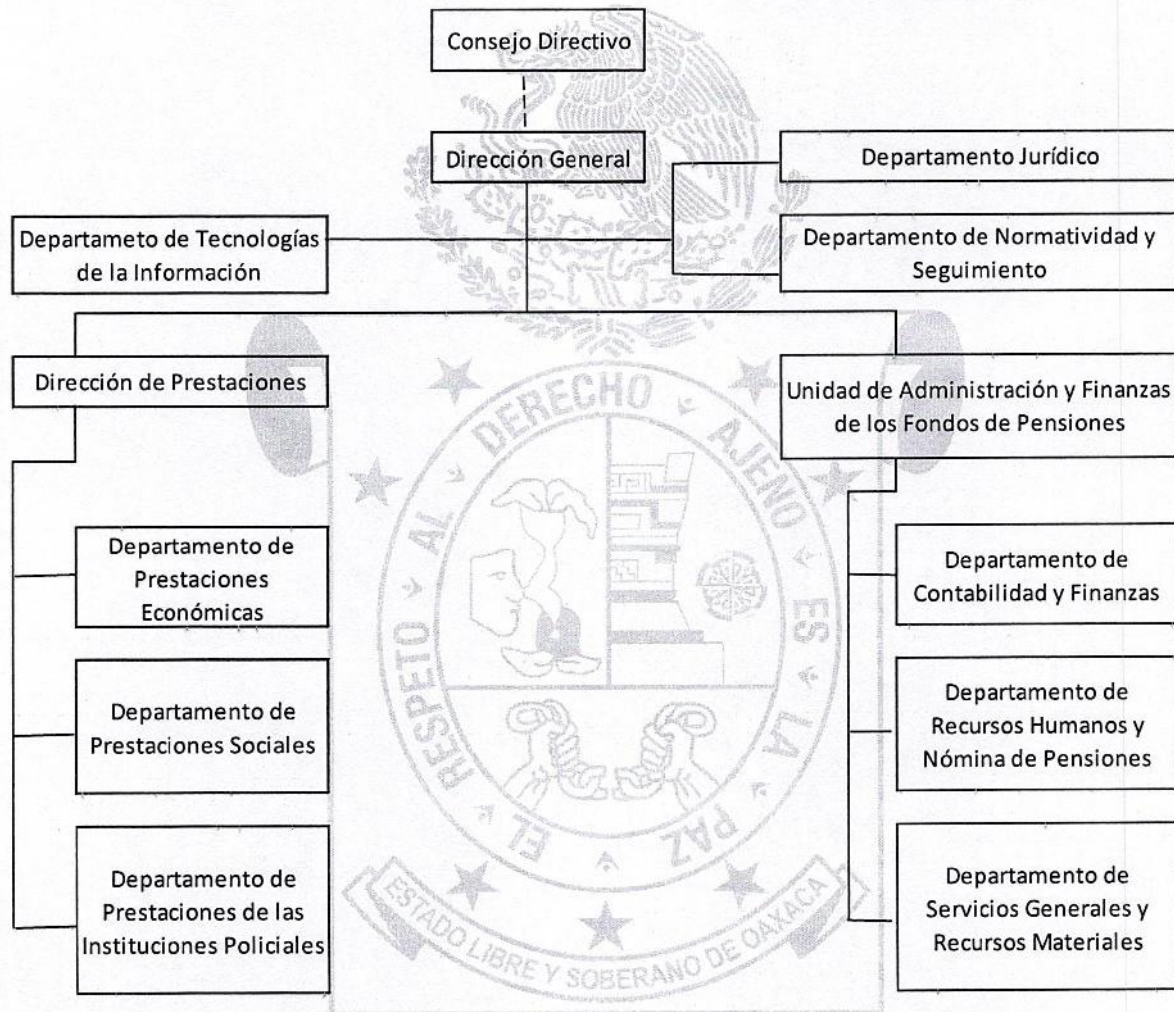 Consejo Directivo
Dirección General
Departamento Jurídico
Departameto de Tecnologías
de la Información
Departamento de Normatividad y
Seguimiento
Dirección de Prestaciones
Unidad de Administración y Finanzas
de los Fondos de Pensiones
Departamento de
Prestaciones
Económicas
Departamento de
Contabilidad y Finanzas
Departamento de
Prestaciones Sociales
Departamento de
Recursos Humanos y
Nómina de Pensiones
Departamento de
Prestaciones de las
Instituciones Policiales
Departamento de
Servicios Generales y
Recursos Materiales
EL RESPETO AL DERECHO AJENO ES LA PAZ
ESTADO LIBRE Y SOBERANO DE OAXACA